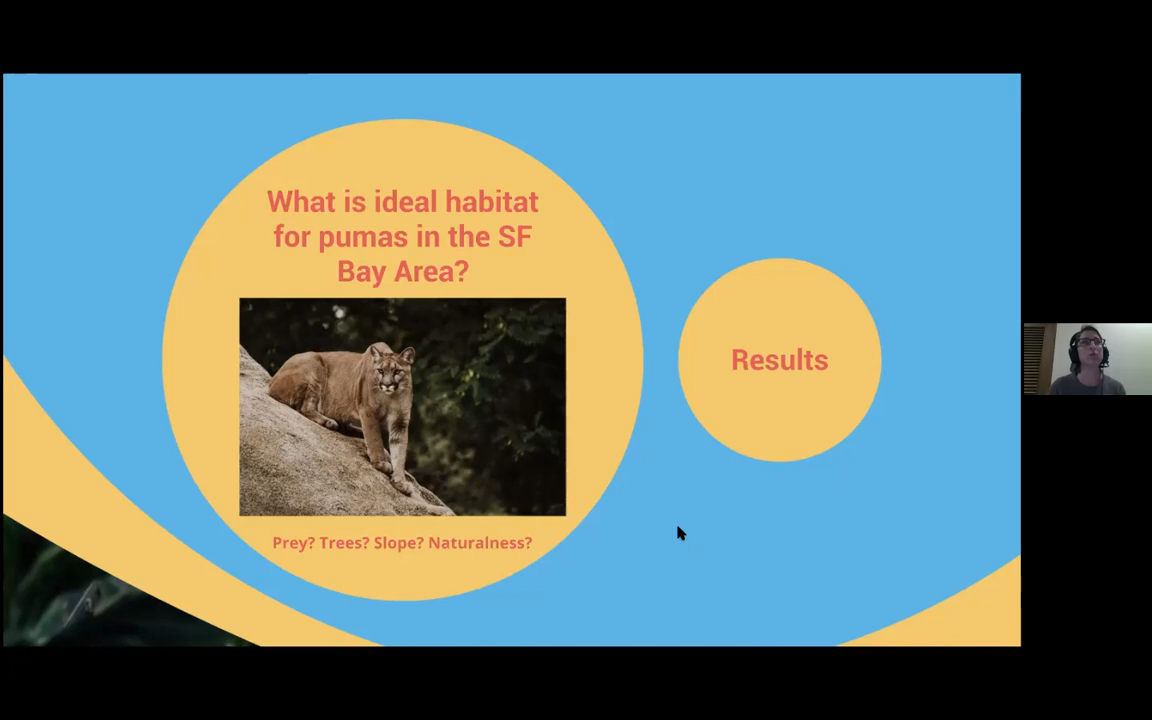 What is ideal habitat
for pumas in the SF
Bay Area?
Prey? Trees? Slope? Naturalness?
Results